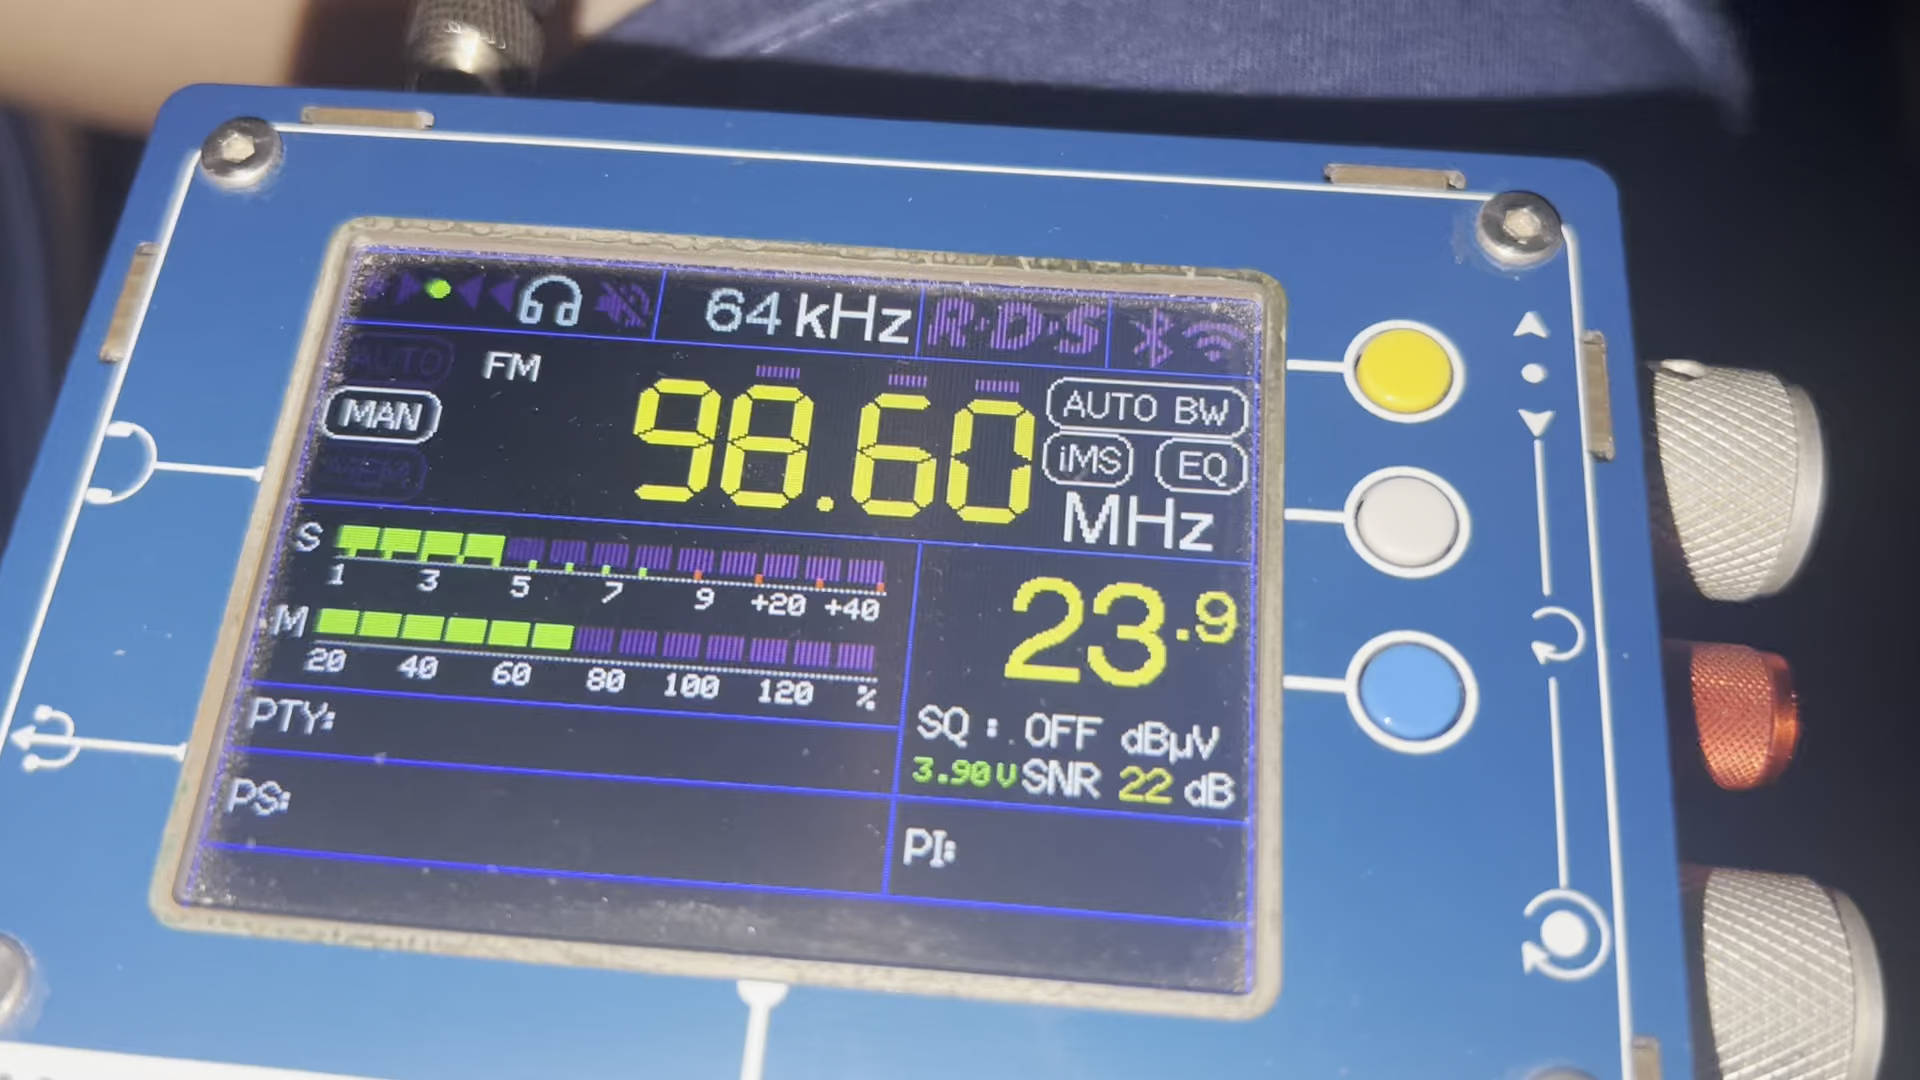 64 kHz R·D·S
AUTO
FM
MAN
98.60 MHz
AUTO BW
iMS EQ
MEM
S
1 3 5 7 9 +20 +40
M
20 40 60 80 100 120 %
23.9
SQ : OFF dBµV
3.90V SNR 22 dB
PTY:
PS:
PI: